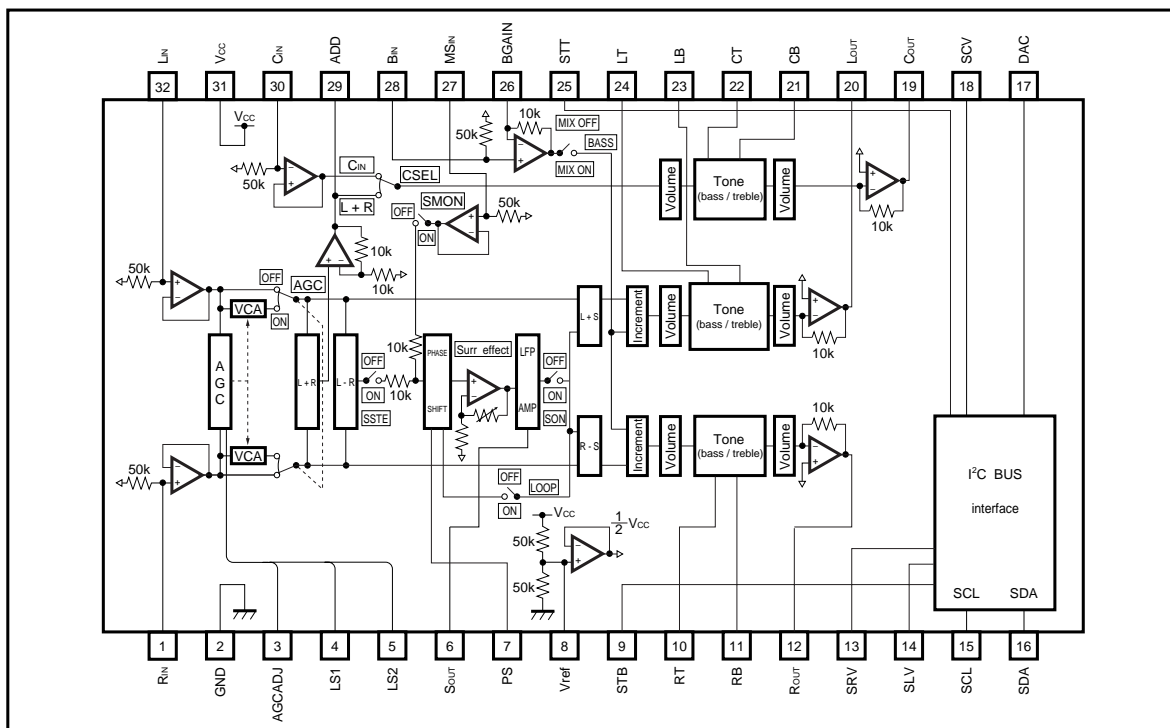 LIN
VCC
CIN
ADD
BIN
MSIN
BGAIN
STT
LT
LB
CT
CB
LOUT
COUT
SCV
DAC
32
31
30
29
28
27
26
25
24
23
22
21
20
19
18
17
VCC
50k
10k
MIX OFF
BASS
MIX ON
50k
CIN
CSEL
L + R
OFF
SMON
ON
50k
Volume
Tone
(bass / treble)
Volume
10k
10k
10k
50k
OFF
AGC
VCA
ON
L + S
Increment
Volume
Tone
(bass / treble)
Volume
10k
AGC
L+R
L - R
OFF
ON
SSTE
10k
10k
PHASE
SHIFT
Surr effect
LFP
AMP
OFF
ON
SON
R - S
Increment
Volume
Tone
(bass / treble)
Volume
10k
VCA
50k
OFF
LOOP
ON
VCC
50k
50k
1/2 VCC
I²C BUS
interface
SCL
SDA
1
2
3
4
5
6
7
8
9
10
11
12
13
14
15
16
RIN
GND
AGCADJ
LS1
LS2
SOUT
PS
Vref
STB
RT
RB
ROUT
SRV
SLV
SCL
SDA